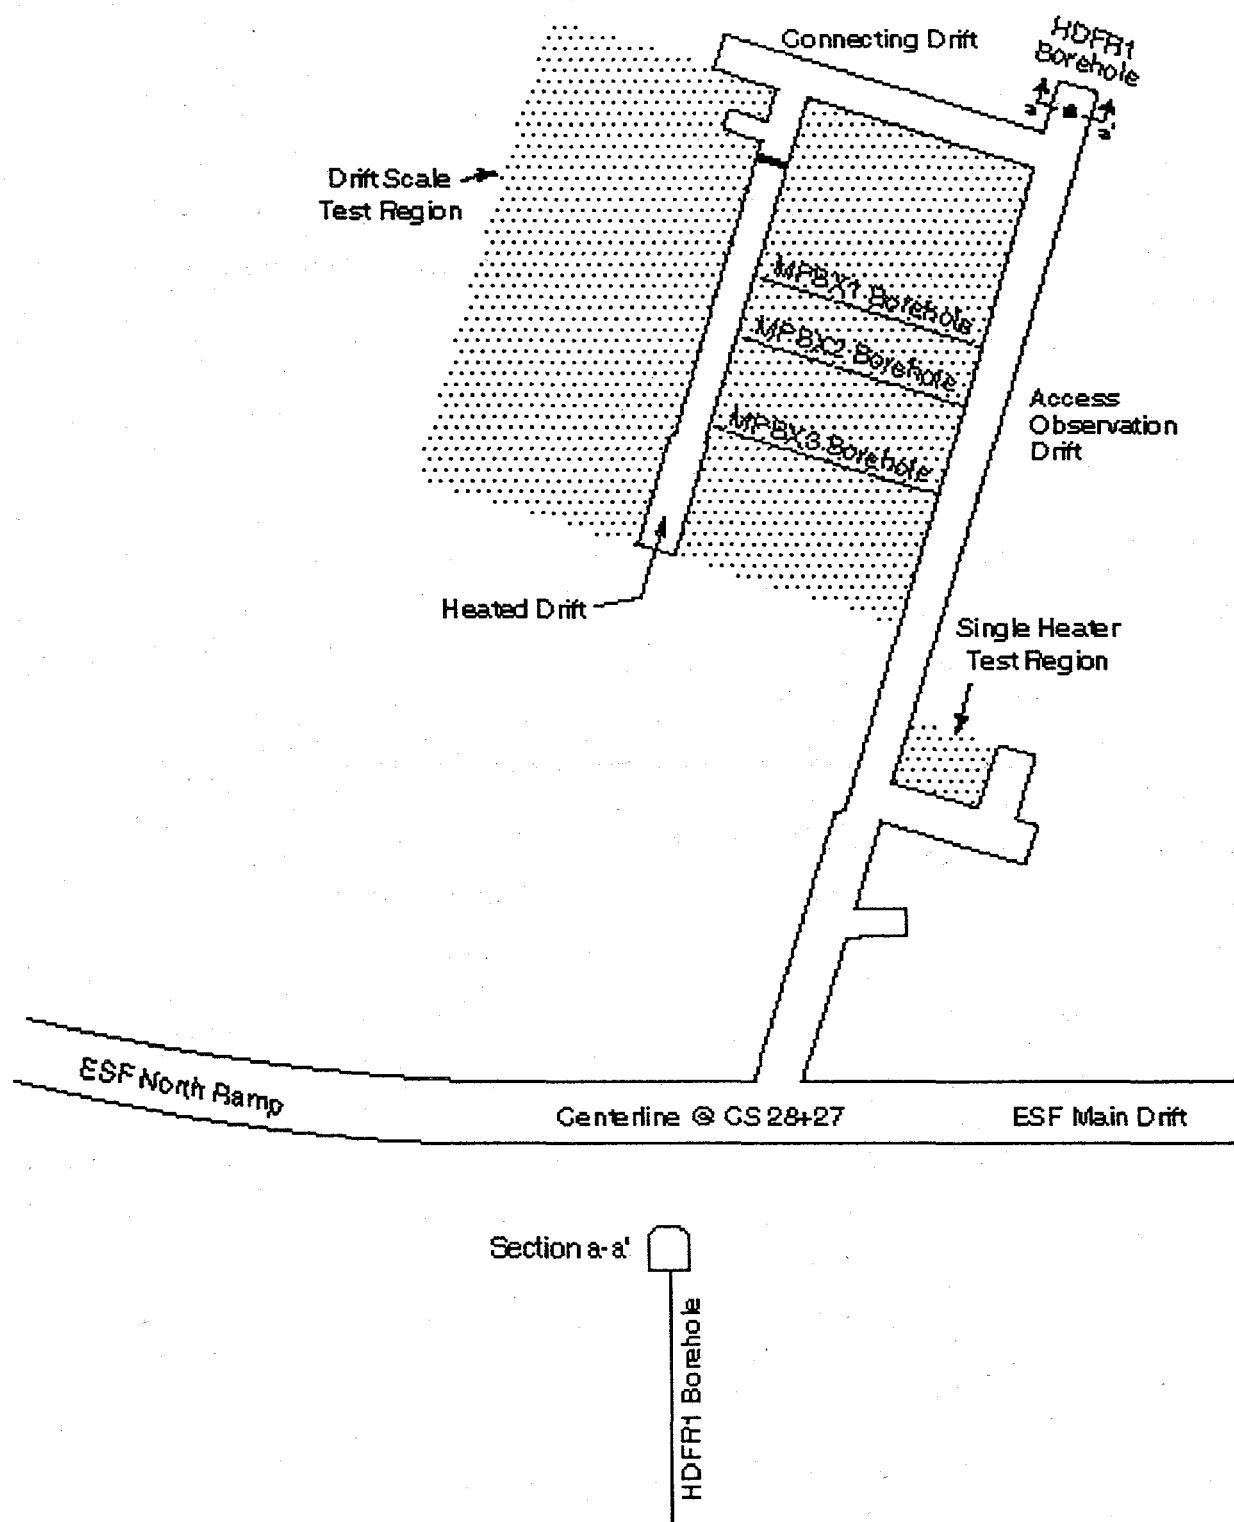 Connecting Drift
HDFR1
Borehole
a
a'
Drift Scale
Test Region
MPBX1 Borehole
MPBX2 Borehole
MPBX3 Borehole
Access
Observation
Drift
Heated Drift
Single Heater
Test Region
ESF North Ramp
Centerline @ CS 28+27
ESF Main Drift
Section a-a'
HDFR1 Borehole